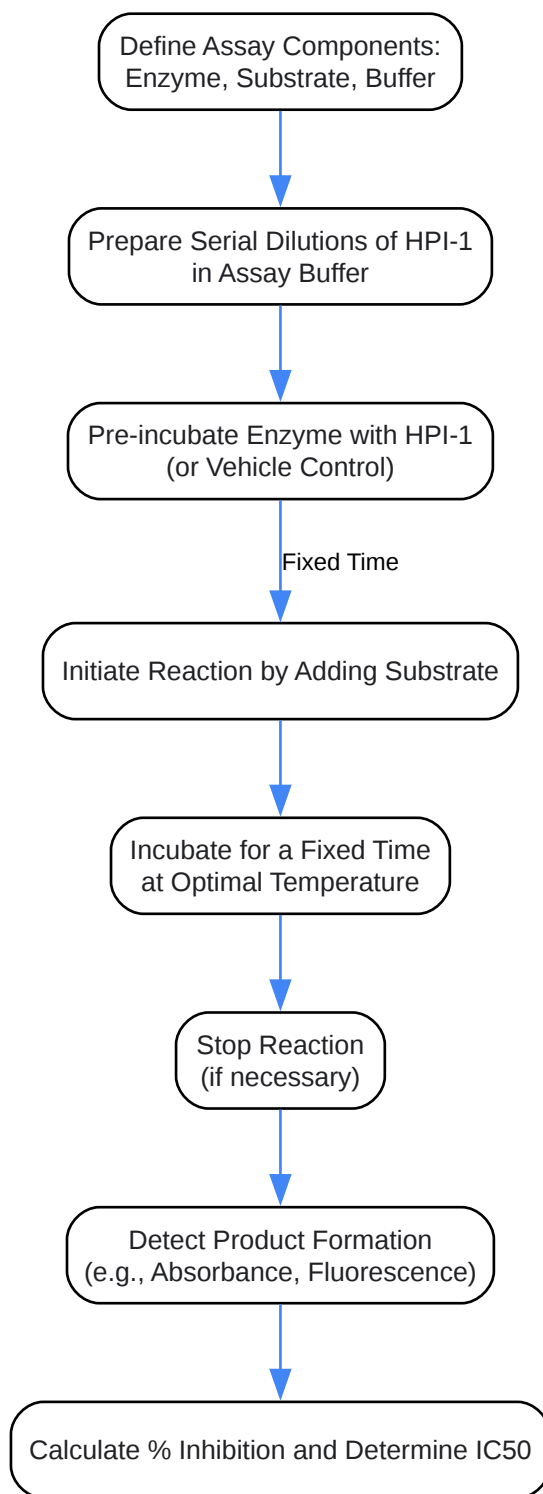 Define Assay Components:
Enzyme, Substrate, Buffer
Prepare Serial Dilutions of HPI-1
in Assay Buffer
Pre-incubate Enzyme with HPI-1
(or Vehicle Control)
Fixed Time
Initiate Reaction by Adding Substrate
Incubate for a Fixed Time
at Optimal Temperature
Stop Reaction
(if necessary)
Detect Product Formation
(e.g., Absorbance, Fluorescence)
Calculate % Inhibition and Determine IC50